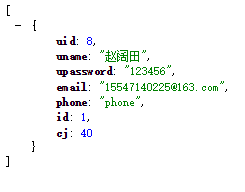 [
- {
uid: 8,
uname: "赵阔田",
upassword: "123456",
email: "15547140225@163.com",
phone: "phone",
id: 1,
cj: 40
}
]